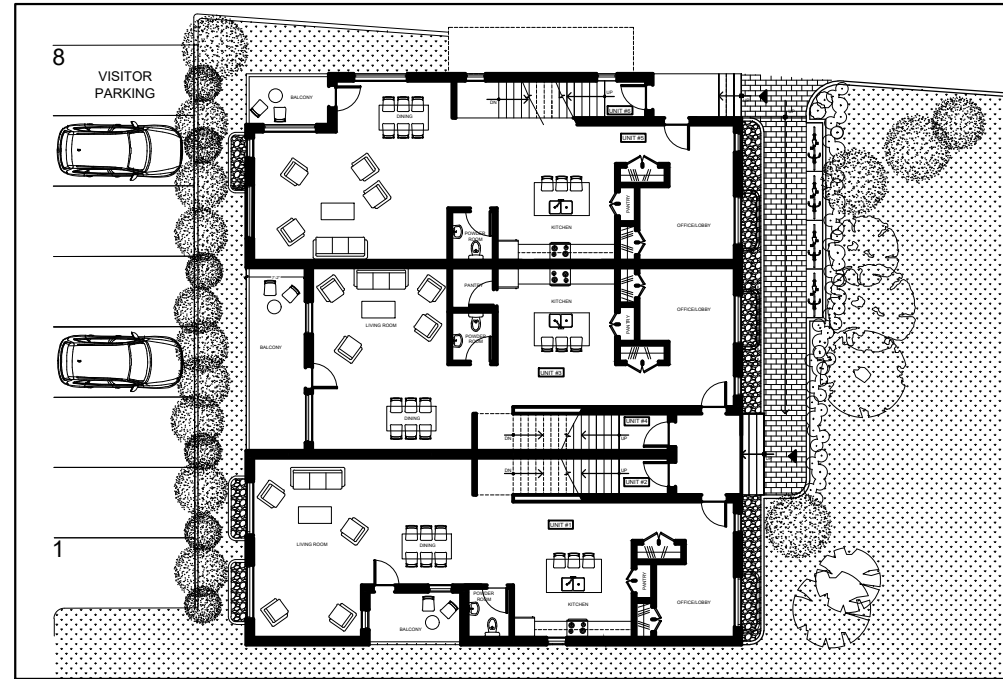 8
VISITOR
PARKING
BALCONY
DINING
DN
UP
UNIT #6
UNIT #5
PANTRY
OFFICE/LOBBY
POWDER
ROOM
KITCHEN
PANTRY
KITCHEN
LIVING ROOM
OFFICE/LOBBY
PANTRY
POWDER
ROOM
BALCONY
UNIT #3
DINING
UNIT #4
DN
UP
DN
UP
UNIT #2
UNIT #1
1
LIVING ROOM
DINING
PANTRY
POWDER
ROOM
KITCHEN
OFFICE/LOBBY
BALCONY